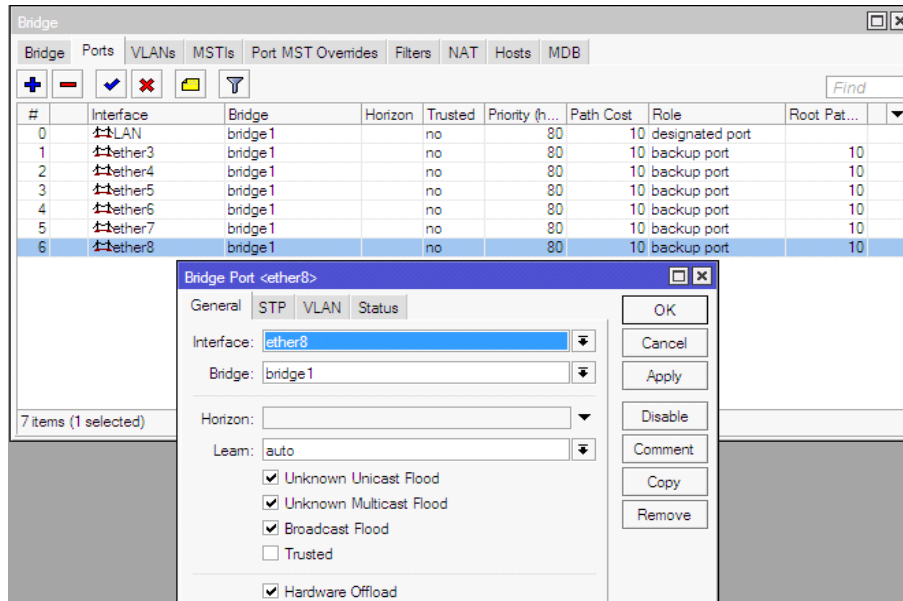 Bridge
Bridge Ports VLANs MSTIs Port MST Overrides Filters NAT Hosts MDB
Find
# Interface Bridge Horizon Trusted Priority (h... Path Cost Role Root Pat...
0 LAN bridge1 no 80 10 designated port
1 ether3 bridge1 no 80 10 backup port 10
2 ether4 bridge1 no 80 10 backup port 10
3 ether5 bridge1 no 80 10 backup port 10
4 ether6 bridge1 no 80 10 backup port 10
5 ether7 bridge1 no 80 10 backup port 10
6 ether8 bridge1 no 80 10 backup port 10
7 items (1 selected)
Bridge Port <ether8>
General STP VLAN Status
Interface: ether8
Bridge: bridge1
Horizon:
Learn: auto
Unknown Unicast Flood
Unknown Multicast Flood
Broadcast Flood
Trusted
Hardware Offload
OK
Cancel
Apply
Disable
Comment
Copy
Remove